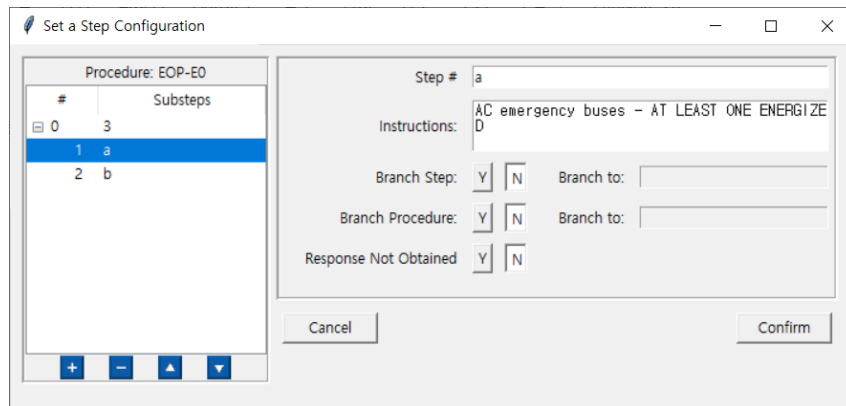 Set a Step Configuration
Procedure: EOP-E0
# Substeps
0 3
1 a
2 b
Step # a
Instructions: AC emergency buses - AT LEAST ONE ENERGIZE
D
Branch Step: Y N Branch to:
Branch Procedure: Y N Branch to:
Response Not Obtained Y N
Cancel Confirm